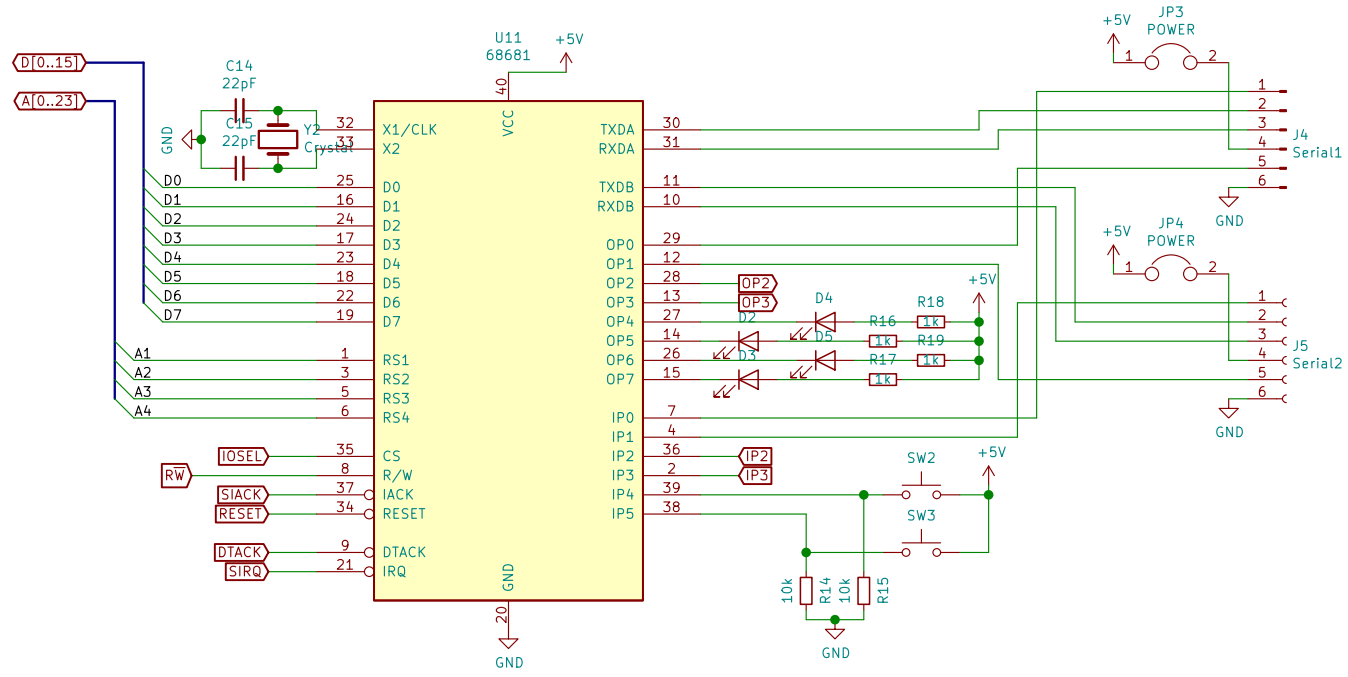 D[0..15]
A[0..23]
C14
22pF
C15
22pF
GND
Y2
Crystal
D0
D1
D2
D3
D4
D5
D6
D7
A1
A2
A3
A4
IOSEL
RW
SIACK
RESET
DTACK
SIRQ
U11
68681
+5V
40
VCC
32 X1/CLK
33 X2
25 D0
16 D1
24 D2
17 D3
23 D4
18 D5
22 D6
19 D7
1 RS1
3 RS2
5 RS3
6 RS4
35 CS
8 R/W
37 IACK
34 RESET
9 DTACK
21 IRQ
GND
20
GND
TXDA 30
RXDA 31
TXDB 11
RXDB 10
OP0 29
OP1 12
OP2 28
OP3 13
OP4 27
OP5 14
OP6 26
OP7 15
IP0 7
IP1 4
IP2 36
IP3 2
IP4 39
IP5 38
OP2
OP3
D4
D2
D5
D3
R18
1k
R16
1k
R19
1k
R17
1k
+5V
IP2
IP3
SW2
SW3
+5V
10k
R14
10k
R15
GND
JP3
POWER
+5V
1 2
1
2
3
4
5
6
J4
Serial1
GND
JP4
POWER
+5V
1 2
1
2
3
4
5
6
J5
Serial2
GND